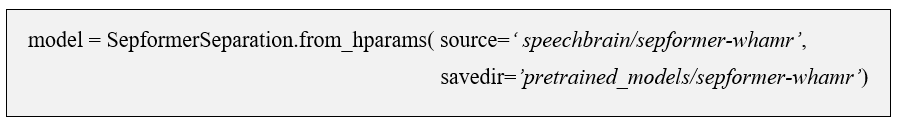 model = SepformerSeparation.from_hparams( source=‘ speechbrain/sepformer-whamr’,
savedir=’pretrained_models/sepformer-whamr’)